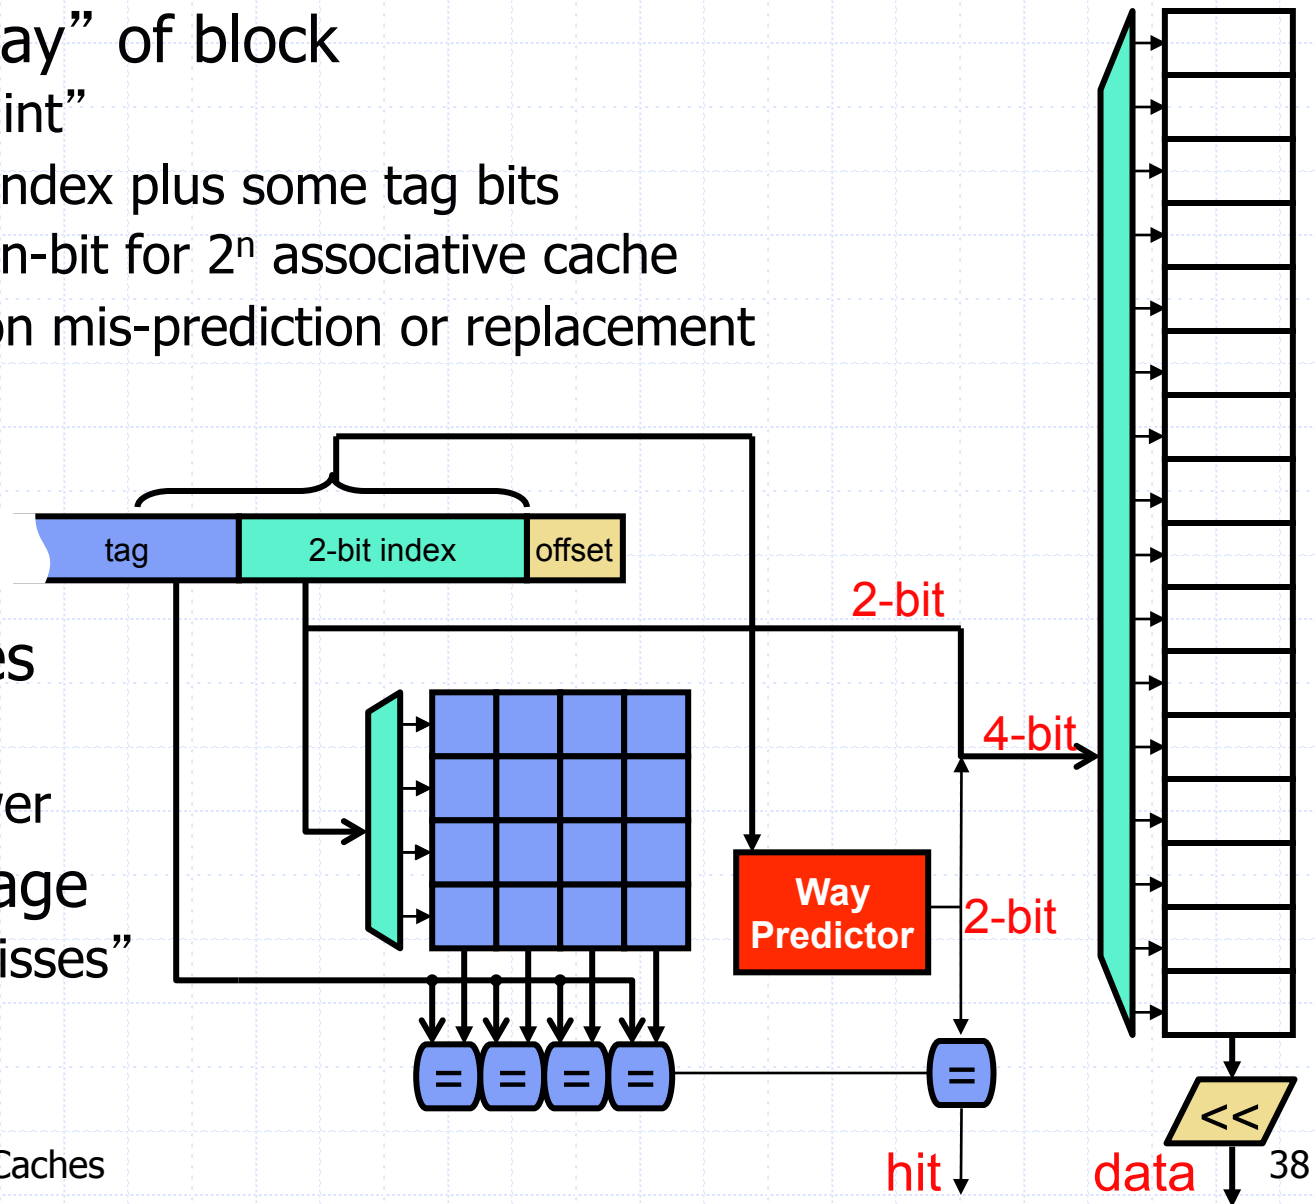 ay” of block
int”
ndex plus some tag bits
n-bit for 2ⁿ associative cache
on mis-prediction or replacement
tag 2-bit index offset
2-bit
es
4-bit
ver
Way
Predictor
age
2-bit
isses”
= = = = =
<<
Caches
hit
data
38